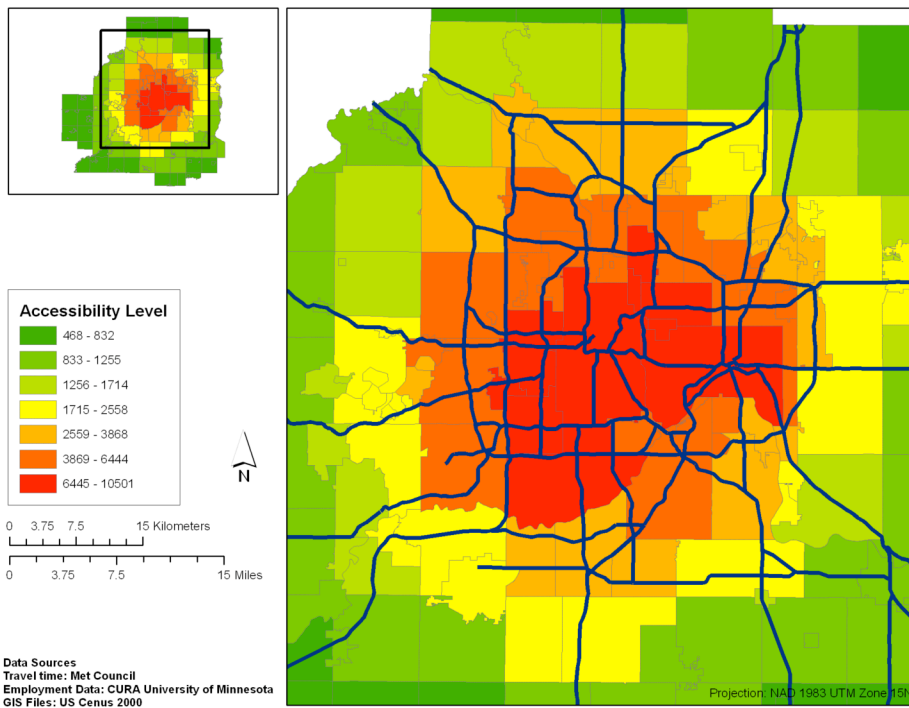 Accessibility Level
468 - 832
833 - 1255
1256 - 1714
1715 - 2558
2559 - 3868
3869 - 6444
6445 - 10501
N
0 3.75 7.5 15 Kilometers
0 3.75 7.5 15 Miles
Data Sources
Travel time: Met Council
Employment Data: CURA University of Minnesota
GIS Files: US Cenus 2000
Projection: NAD 1983 UTM Zone 15N